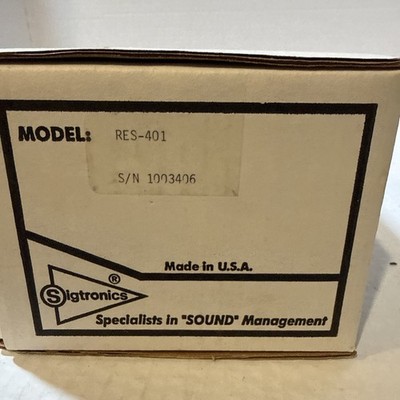 MODEL: RES-401
S/N 1003406
Made in U.S.A.
Sigtronics ®
Specialists in "SOUND" Management